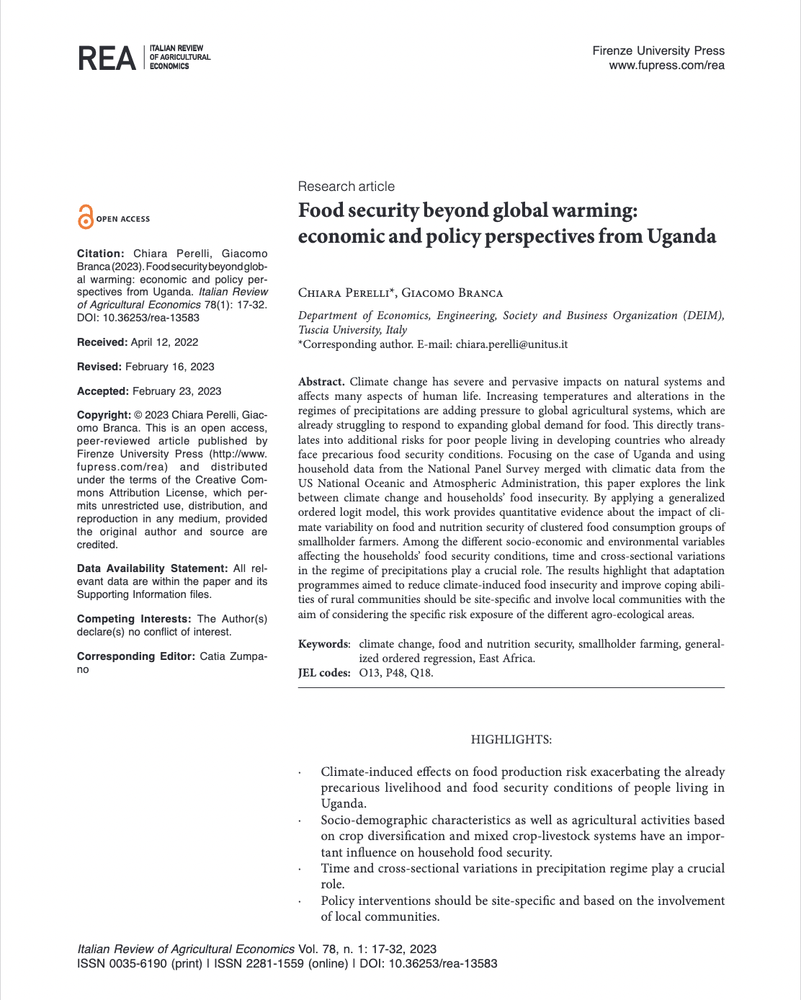 REA
ITALIAN REVIEW
OF AGRICULTURAL
ECONOMICS
Firenze University Press
www.fupress.com/rea
OPEN ACCESS
Citation: Chiara Perelli, Giacomo
Branca (2023). Food security beyond glob-
al warming: economic and policy per-
spectives from Uganda. Italian Review
of Agricultural Economics 78(1): 17-32.
DOI: 10.36253/rea-13583
Received: April 12, 2022
Revised: February 16, 2023
Accepted: February 23, 2023
Copyright: © 2023 Chiara Perelli, Giac-
omo Branca. This is an open access,
peer-reviewed article published by
Firenze University Press (http://www.
fupress.com/rea) and distributed
under the terms of the Creative Com-
mons Attribution License, which per-
mits unrestricted use, distribution, and
reproduction in any medium, provided
the original author and source are
credited.
Data Availability Statement: All rel-
evant data are within the paper and its
Supporting Information files.
Competing Interests: The Author(s)
declare(s) no conflict of interest.
Corresponding Editor: Catia Zumpa-
no
Research article
Food security beyond global warming:
economic and policy perspectives from Uganda
Chiara Perelli*, Giacomo Branca
Department of Economics, Engineering, Society and Business Organization (DEIM),
Tuscia University, Italy
*Corresponding author. E-mail: chiara.perelli@unitus.it
Abstract. Climate change has severe and pervasive impacts on natural systems and
affects many aspects of human life. Increasing temperatures and alterations in the
regimes of precipitations are adding pressure to global agricultural systems, which are
already struggling to respond to expanding global demand for food. This directly trans-
lates into additional risks for poor people living in developing countries who already
face precarious food security conditions. Focusing on the case of Uganda and using
household data from the National Panel Survey merged with climatic data from the
US National Oceanic and Atmospheric Administration, this paper explores the link
between climate change and households’ food insecurity. By applying a generalized
ordered logit model, this work provides quantitative evidence about the impact of cli-
mate variability on food and nutrition security of clustered food consumption groups of
smallholder farmers. Among the different socio-economic and environmental variables
affecting the households’ food security conditions, time and cross-sectional variations
in the regime of precipitations play a crucial role. The results highlight that adaptation
programmes aimed to reduce climate-induced food insecurity and improve coping abili-
ties of rural communities should be site-specific and involve local communities with the
aim of considering the specific risk exposure of the different agro-ecological areas.
Keywords: climate change, food and nutrition security, smallholder farming, general-
ized ordered regression, East Africa.
JEL codes: O13, P48, Q18.
HIGHLIGHTS:
· Climate-induced effects on food production risk exacerbating the already
precarious livelihood and food security conditions of people living in
Uganda.
· Socio-demographic characteristics as well as agricultural activities based
on crop diversification and mixed crop-livestock systems have an impor-
tant influence on household food security.
· Time and cross-sectional variations in precipitation regime play a crucial
role.
· Policy interventions should be site-specific and based on the involvement
of local communities.
Italian Review of Agricultural Economics Vol. 78, n. 1: 17-32, 2023
ISSN 0035-6190 (print) | ISSN 2281-1559 (online) | DOI: 10.36253/rea-13583